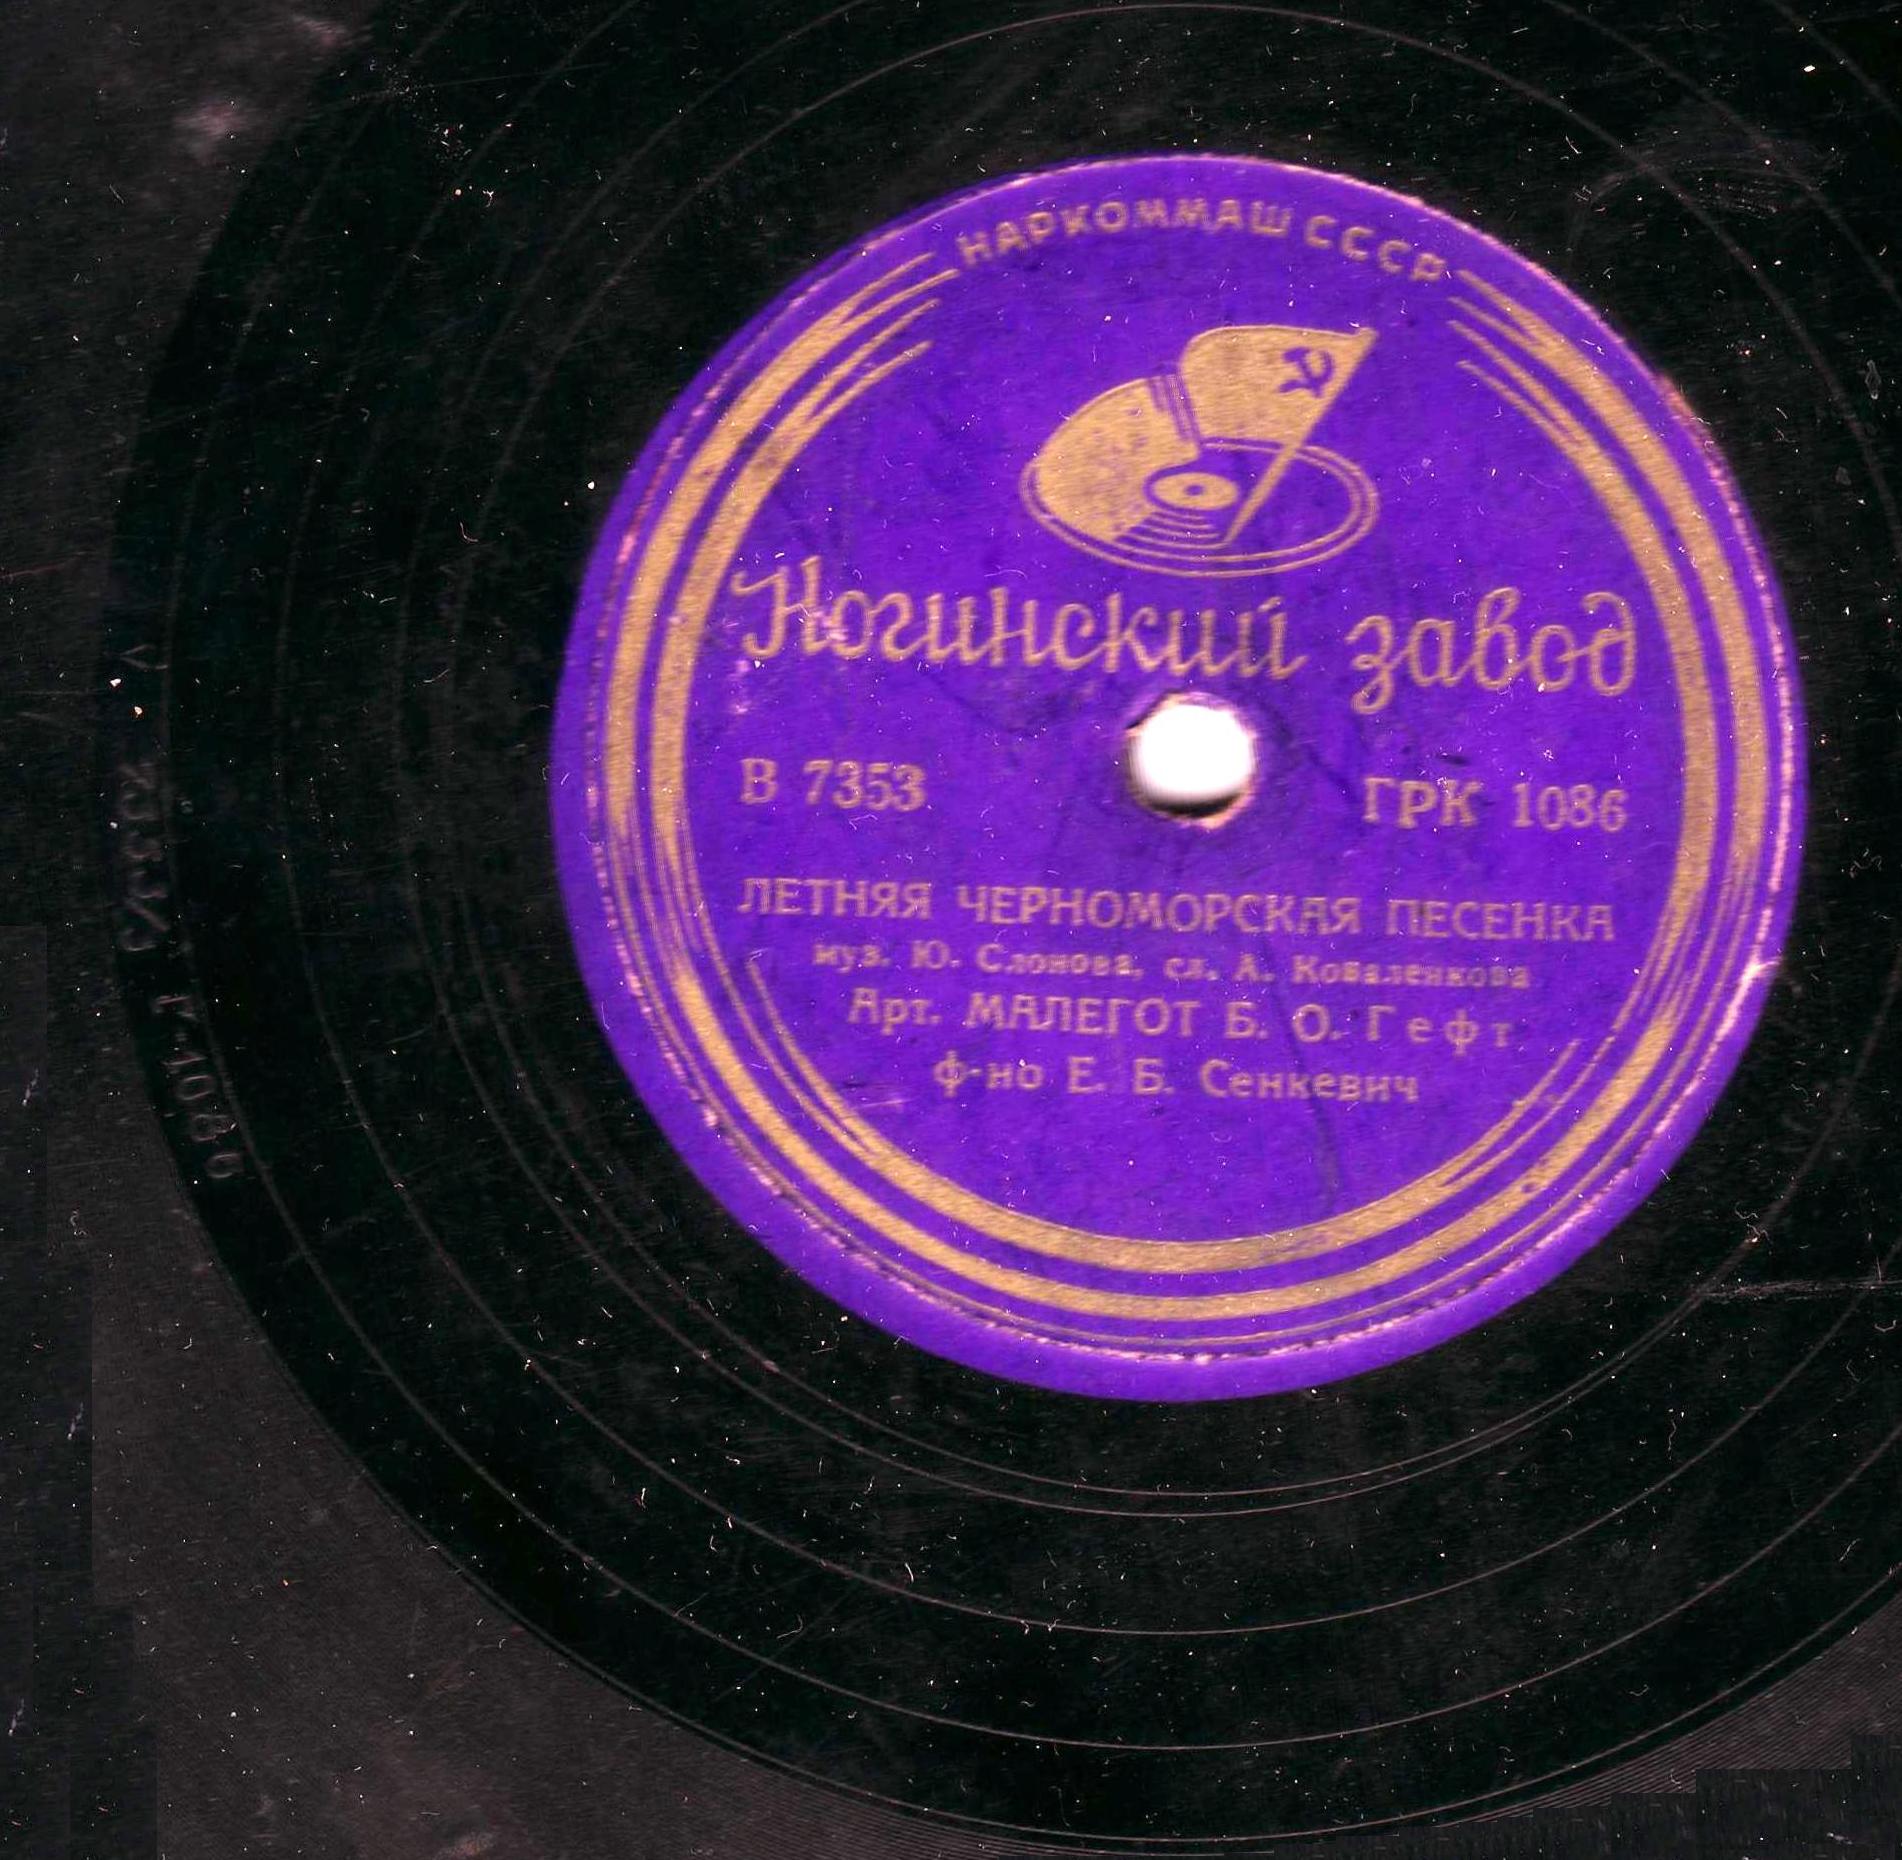 НАРКОММАШ СССР
Ногинский завод
В 7353 ГРК 1086
ЛЕТНЯЯ ЧЕРНОМОРСКАЯ ПЕСЕНКА
муз. Ю. Слонова, сл. А. Коваленкова
Арт. МАЛЕГОТ Б. О. Гефт
ф-но Е. Б. Сенкевич